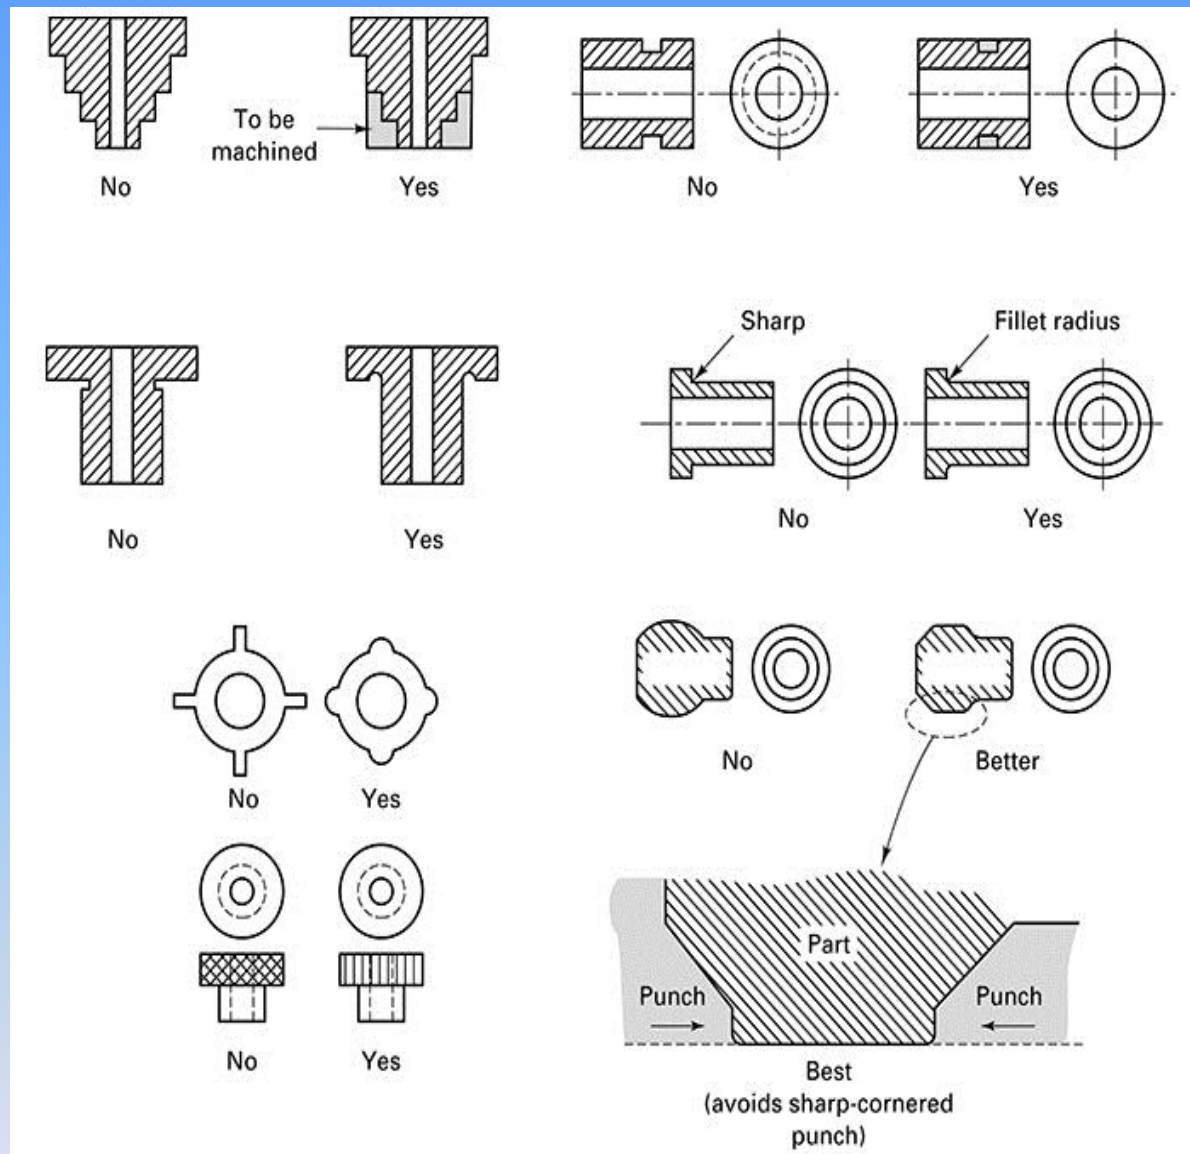 To be
machined
No
Yes
No
Yes
Sharp
Fillet radius
No
Yes
No
Yes
No
Yes
No
Better
No
Yes
Part
Punch
Punch
Best
(avoids sharp-cornered
punch)